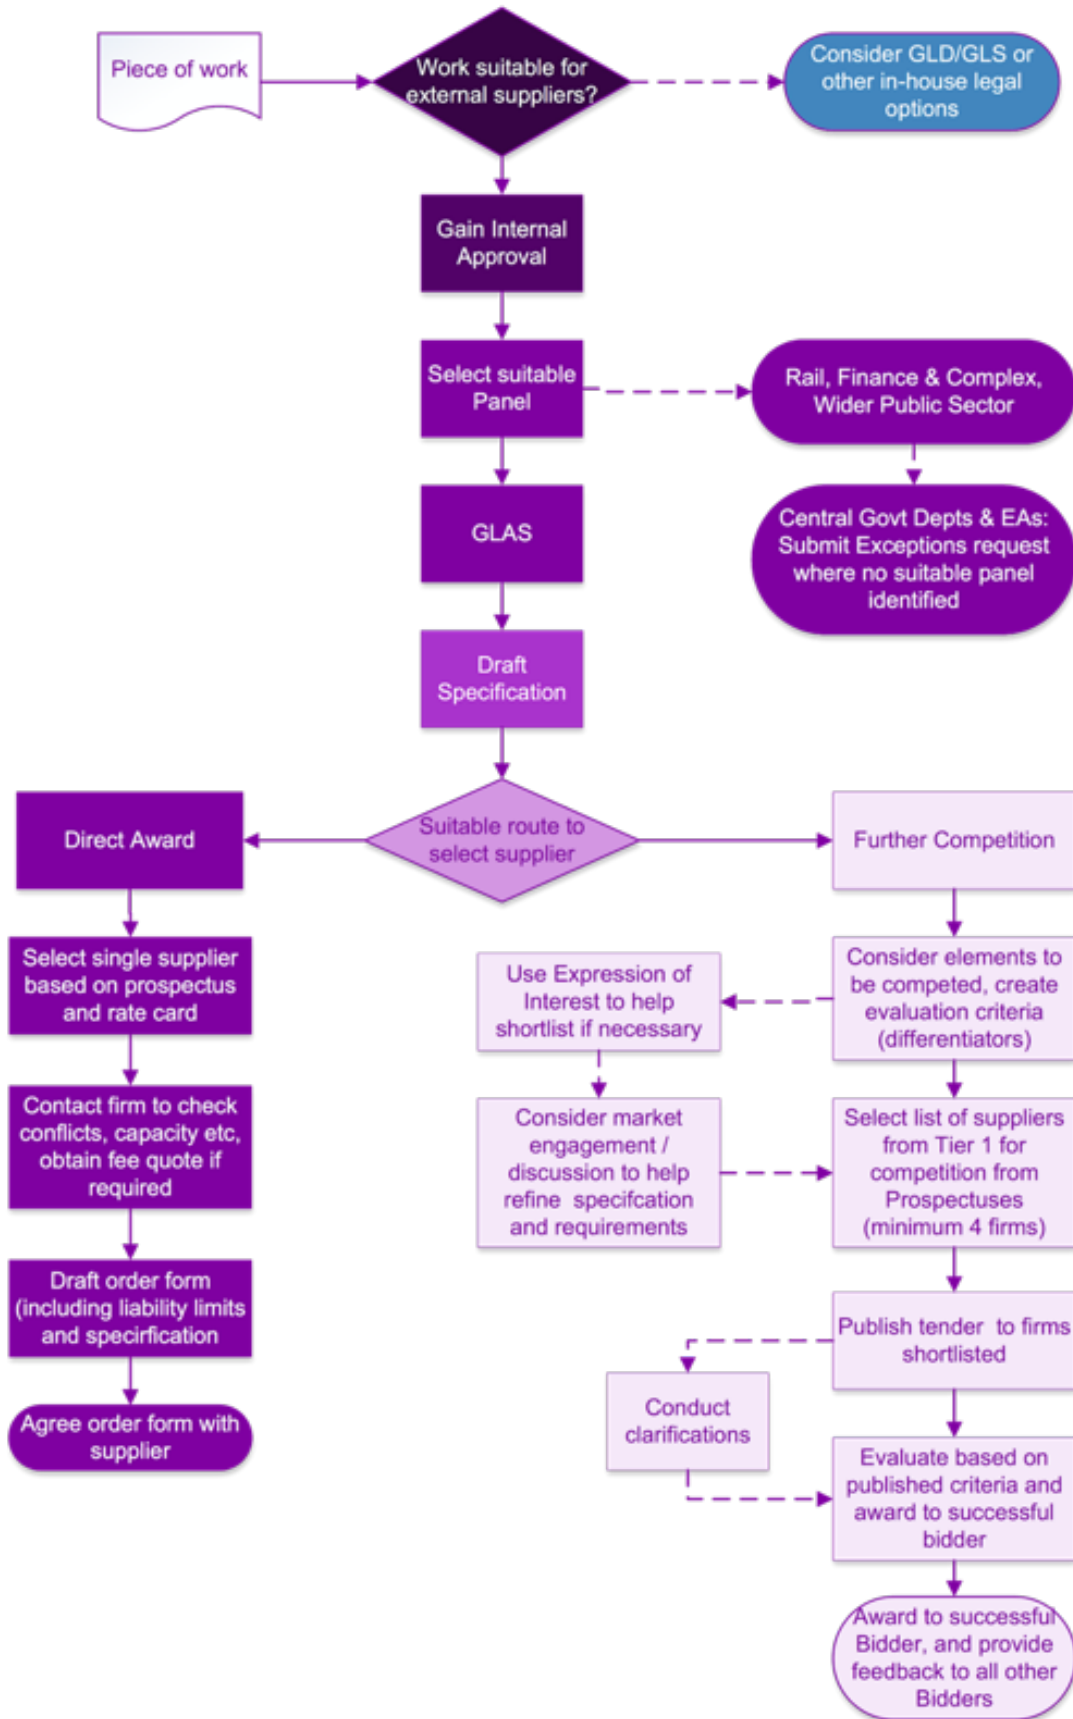 Piece of work
Work suitable for
external suppliers?
Consider GLD/GLS or
other in-house legal
options
Gain Internal
Approval
Select suitable
Panel
Rail, Finance & Complex,
Wider Public Sector
GLAS
Central Govt Depts & EAs:
Submit Exceptions request
where no suitable panel
identified
Draft
Specification
Suitable route to
select supplier
Direct Award
Select single supplier
based on prospectus
and rate card
Contact firm to check
conflicts, capacity etc,
obtain fee quote if
required
Draft order form
(including liability limits
and specirfication
Agree order form with
supplier
Further Competition
Consider elements to
be competed, create
evaluation criteria
(differentiators)
Use Expression of
Interest to help
shortlist if necessary
Consider market
engagement /
discussion to help
refine specifcation
and requirements
Select list of suppliers
from Tier 1 for
competition from
Prospectuses
(minimum 4 firms)
Publish tender to firms
shortlisted
Conduct
clarifications
Evaluate based on
published criteria and
award to successful
bidder
Award to successful
Bidder, and provide
feedback to all other
Bidders